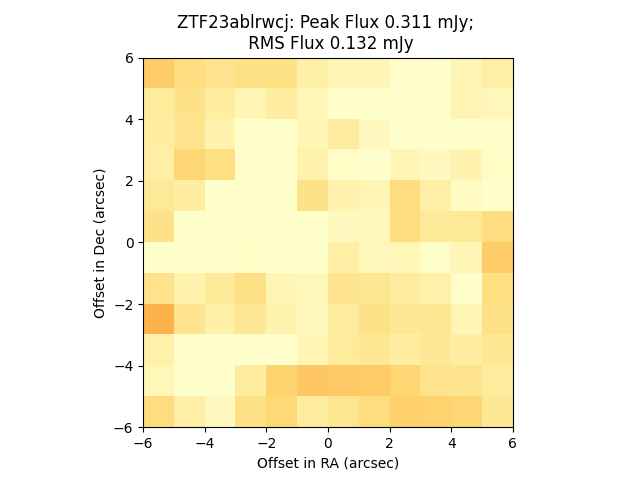 ZTF23ablrwcj: Peak Flux 0.311 mJy;
RMS Flux 0.132 mJy
6
4
2
0
−2
−4
−6
Offset in Dec (arcsec)
−6 −4 −2 0 2 4 6
Offset in RA (arcsec)